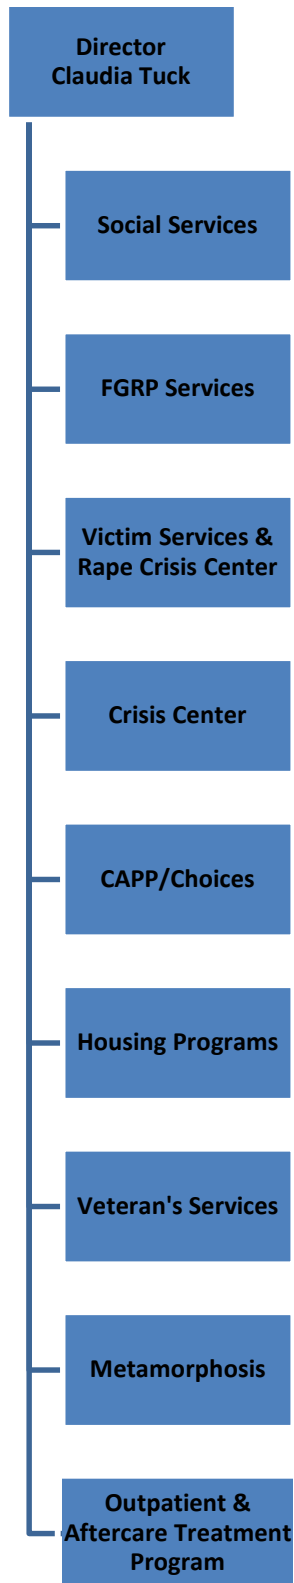 Director
Claudia Tuck
Social Services
FGRP Services
Victim Services &
Rape Crisis Center
Crisis Center
CAPP/Choices
Housing Programs
Veteran's Services
Metamorphosis
Outpatient &
Aftercare Treatment
Program